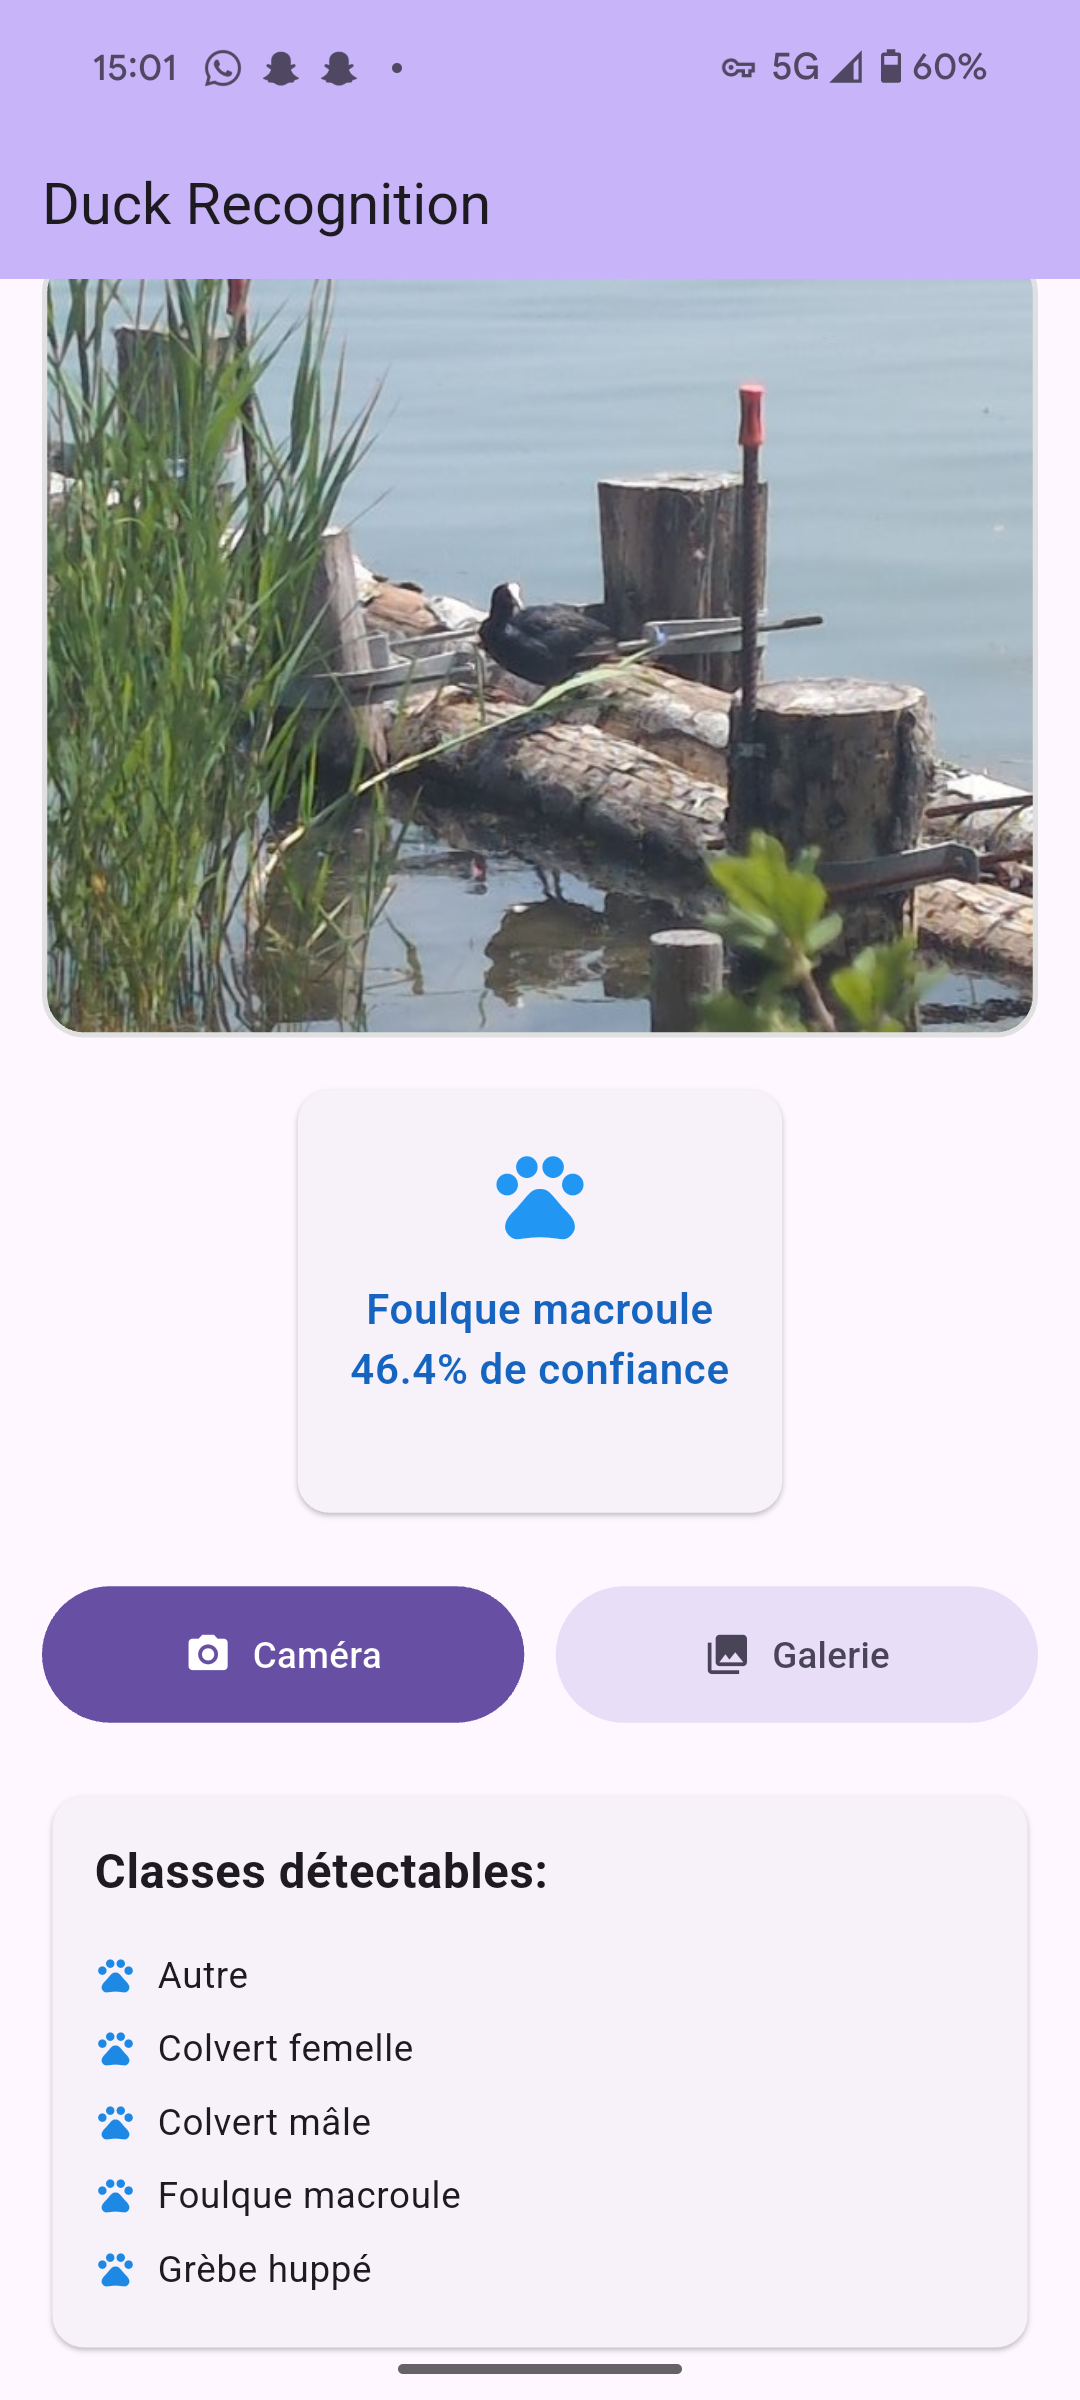 15:01 5G 60%
Duck Recognition
Foulque macroule
46.4% de confiance
Caméra
Galerie
Classes détectables:
Autre
Colvert femelle
Colvert mâle
Foulque macroule
Grèbe huppé